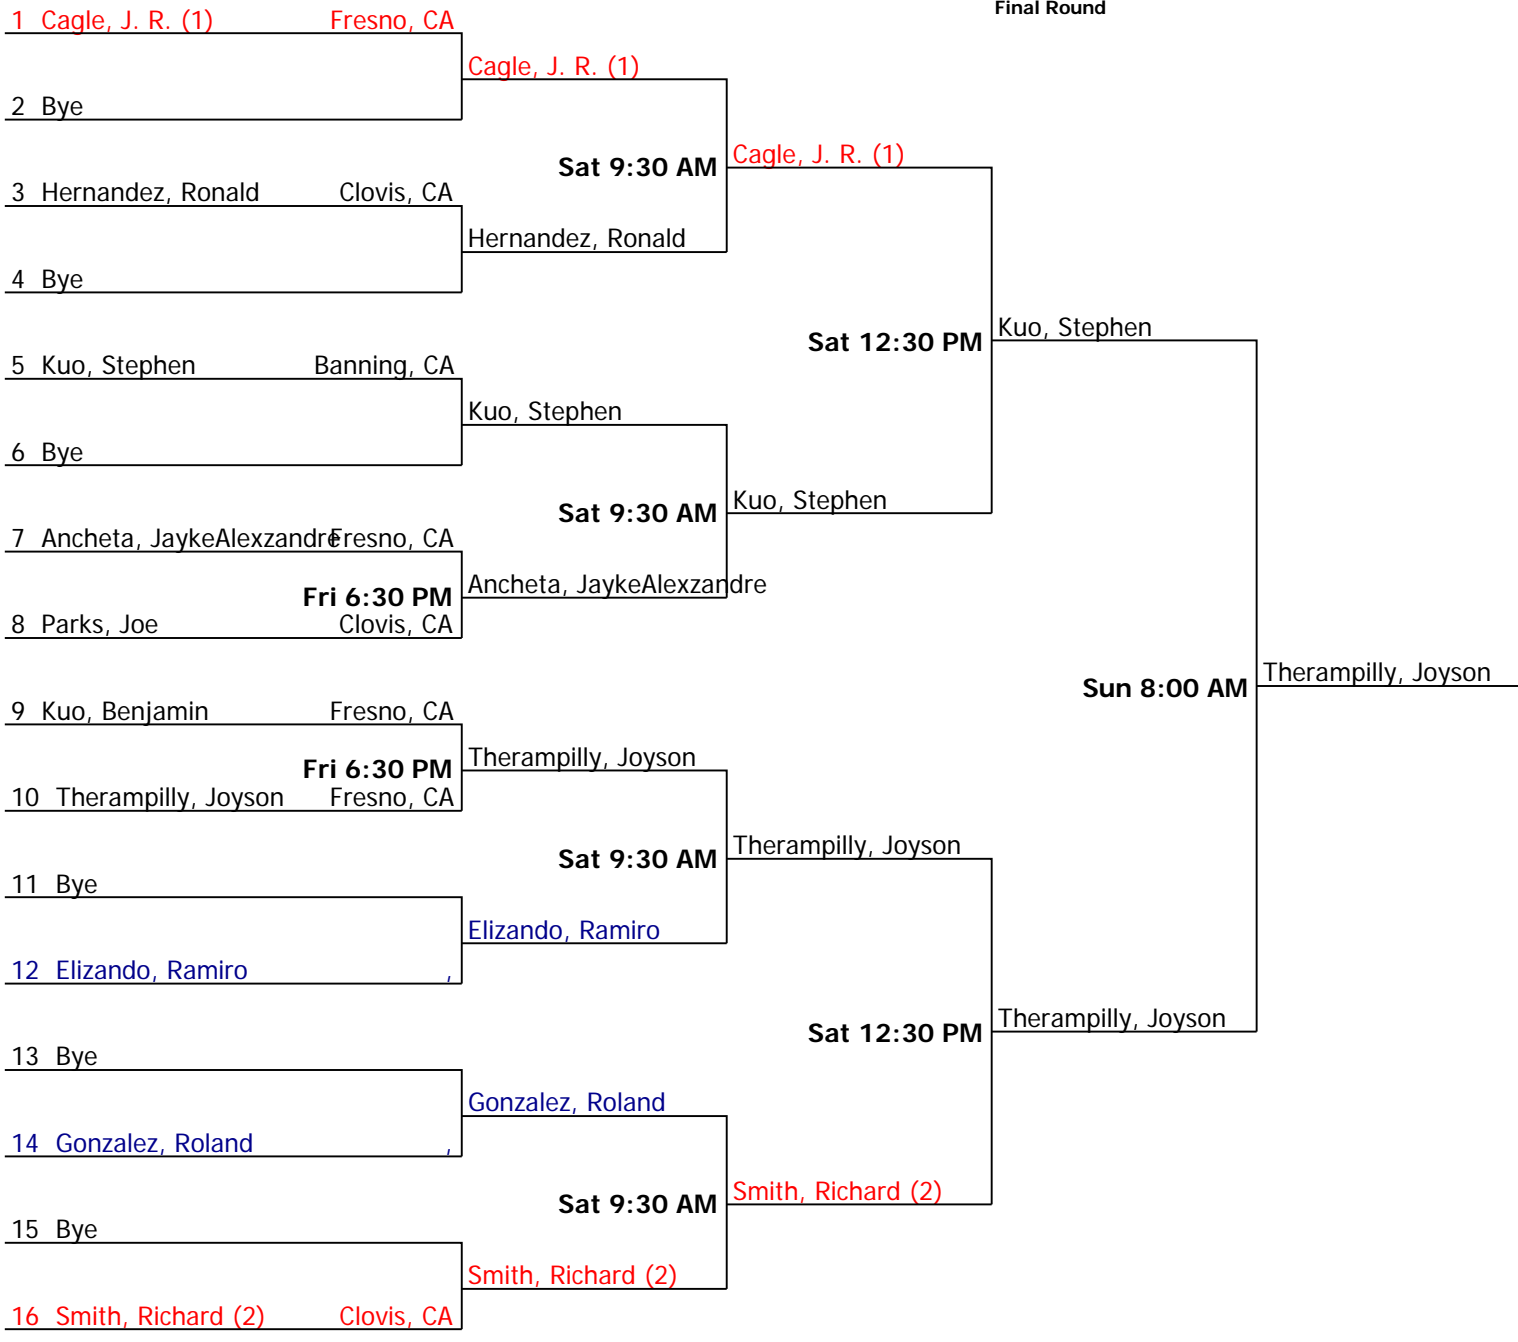 Final Round
1 Cagle, J. R. (1) Fresno, CA
Cagle, J. R. (1)
2 Bye
Sat 9:30 AM Cagle, J. R. (1)
3 Hernandez, Ronald Clovis, CA
Hernandez, Ronald
4 Bye
Sat 12:30 PM Kuo, Stephen
5 Kuo, Stephen Banning, CA
Kuo, Stephen
6 Bye
Sat 9:30 AM Kuo, Stephen
7 Ancheta, JaykeAlexzandre Fresno, CA
Fri 6:30 PM Ancheta, JaykeAlexzandre
8 Parks, Joe Clovis, CA
Sun 8:00 AM Therampilly, Joyson
9 Kuo, Benjamin Fresno, CA
Fri 6:30 PM Therampilly, Joyson
10 Therampilly, Joyson Fresno, CA
Sat 9:30 AM Therampilly, Joyson
11 Bye
Elizando, Ramiro
12 Elizando, Ramiro ,
Sat 12:30 PM Therampilly, Joyson
13 Bye
Gonzalez, Roland
14 Gonzalez, Roland ,
Sat 9:30 AM Smith, Richard (2)
15 Bye
Smith, Richard (2)
16 Smith, Richard (2) Clovis, CA